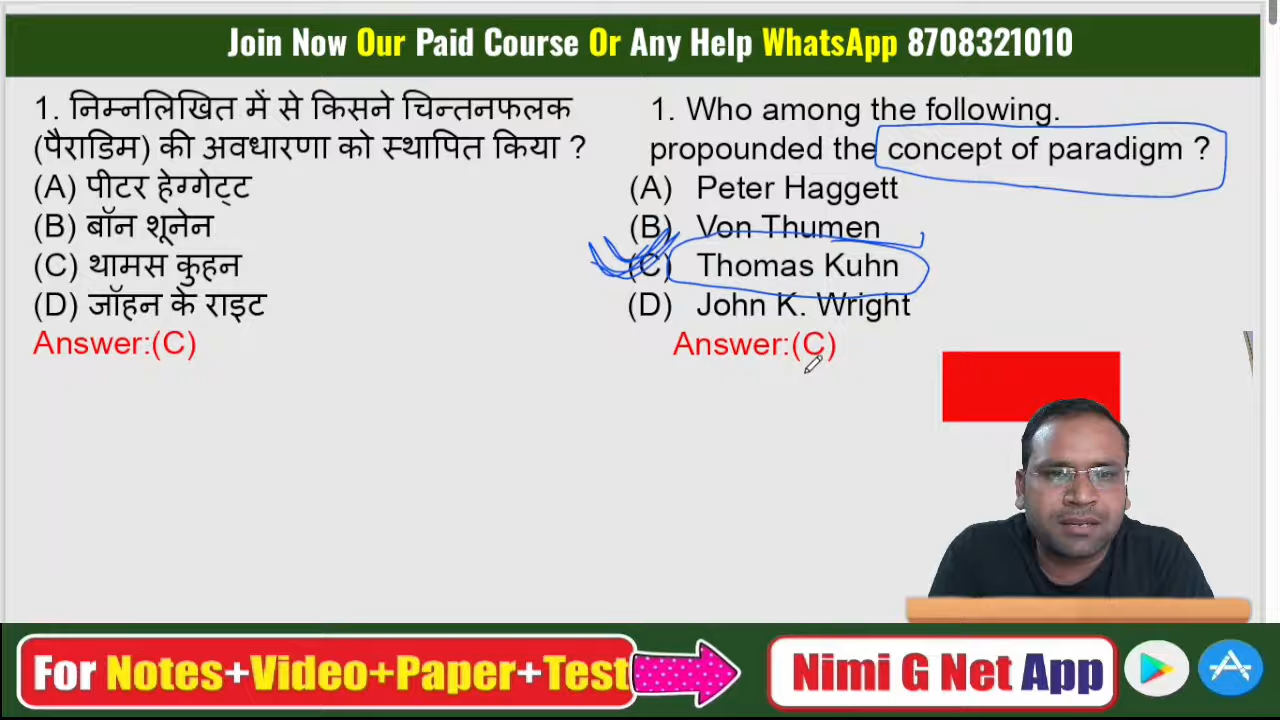 Join Now Our Paid Course Or Any Help WhatsApp 8708321010
1. निम्नलिखित में से किसने चिन्तनफलक
(पैराडिम) की अवधारणा को स्थापित किया ?
(A) पीटर हेग्गेट्ट
(B) बॉन शूनेन
(C) थामस कुहन
(D) जॉहन के राइट
Answer:(C)
1. Who among the following.
propounded the concept of paradigm ?
(A) Peter Haggett
(B) Von Thumen
(C) Thomas Kuhn
(D) John K. Wright
Answer:(C)
For Notes+Video+Paper+Test
Nimi G Net App